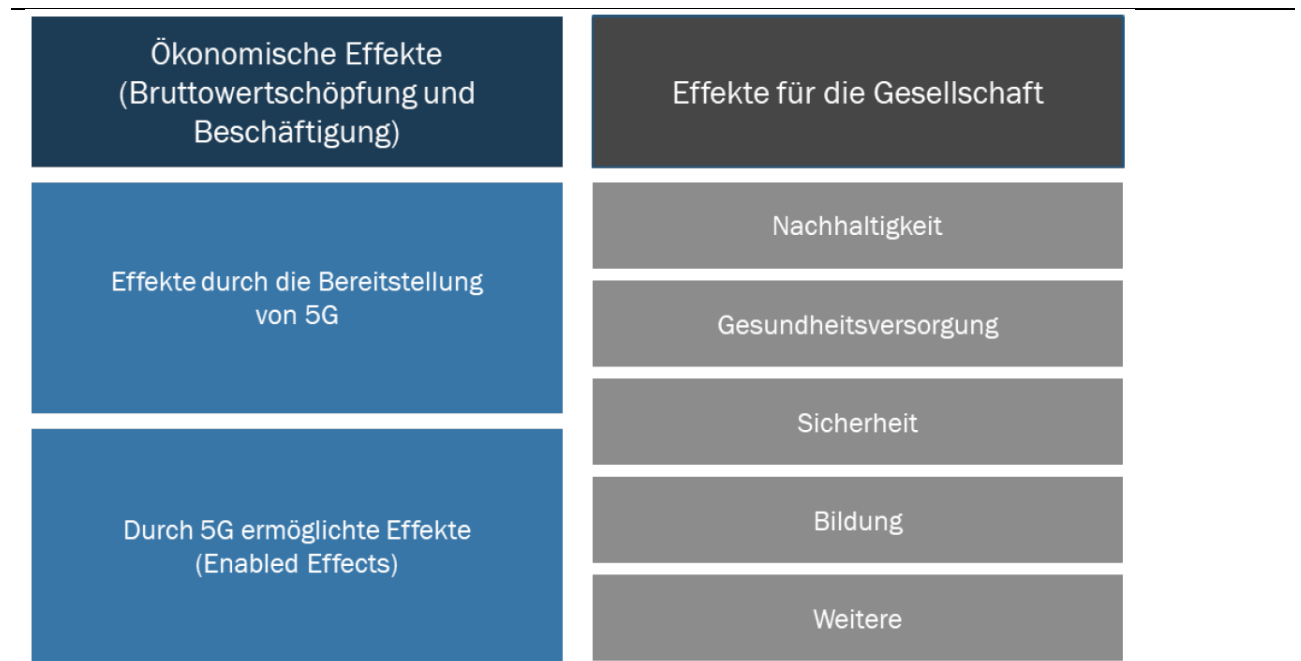 Ökonomische Effekte
(Bruttowertschöpfung und
Beschäftigung)
Effekte durch die Bereitstellung
von 5G
Durch 5G ermöglichte Effekte
(Enabled Effects)
Effekte für die Gesellschaft
Nachhaltigkeit
Gesundheitsversorgung
Sicherheit
Bildung
Weitere